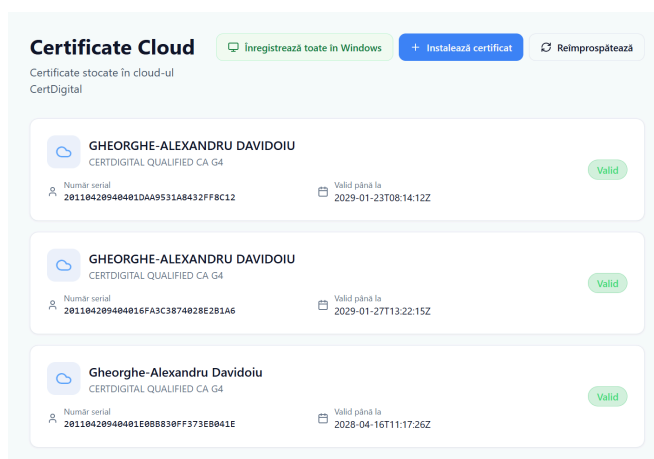 Certificate Cloud
Înregistrează toate în Windows
+ Instalează certificat
Reîmprospătează
Certificate stocate în cloud-ul
CertDigital
GHEORGHE-ALEXANDRU DAVIDOIU
CERTDIGITAL QUALIFIED CA G4
Valid
Număr serial
20110420940401DAA9531A8432FF8C12
Valid până la
2029-01-23T08:14:12Z
GHEORGHE-ALEXANDRU DAVIDOIU
CERTDIGITAL QUALIFIED CA G4
Valid
Număr serial
201104209404016FA3C3874028E2B1A6
Valid până la
2029-01-27T13:22:15Z
Gheorghe-Alexandru Davidoiu
CERTDIGITAL QUALIFIED CA G4
Valid
Număr serial
20110420940401E0BB830FF373EB041E
Valid până la
2028-04-16T11:17:26Z